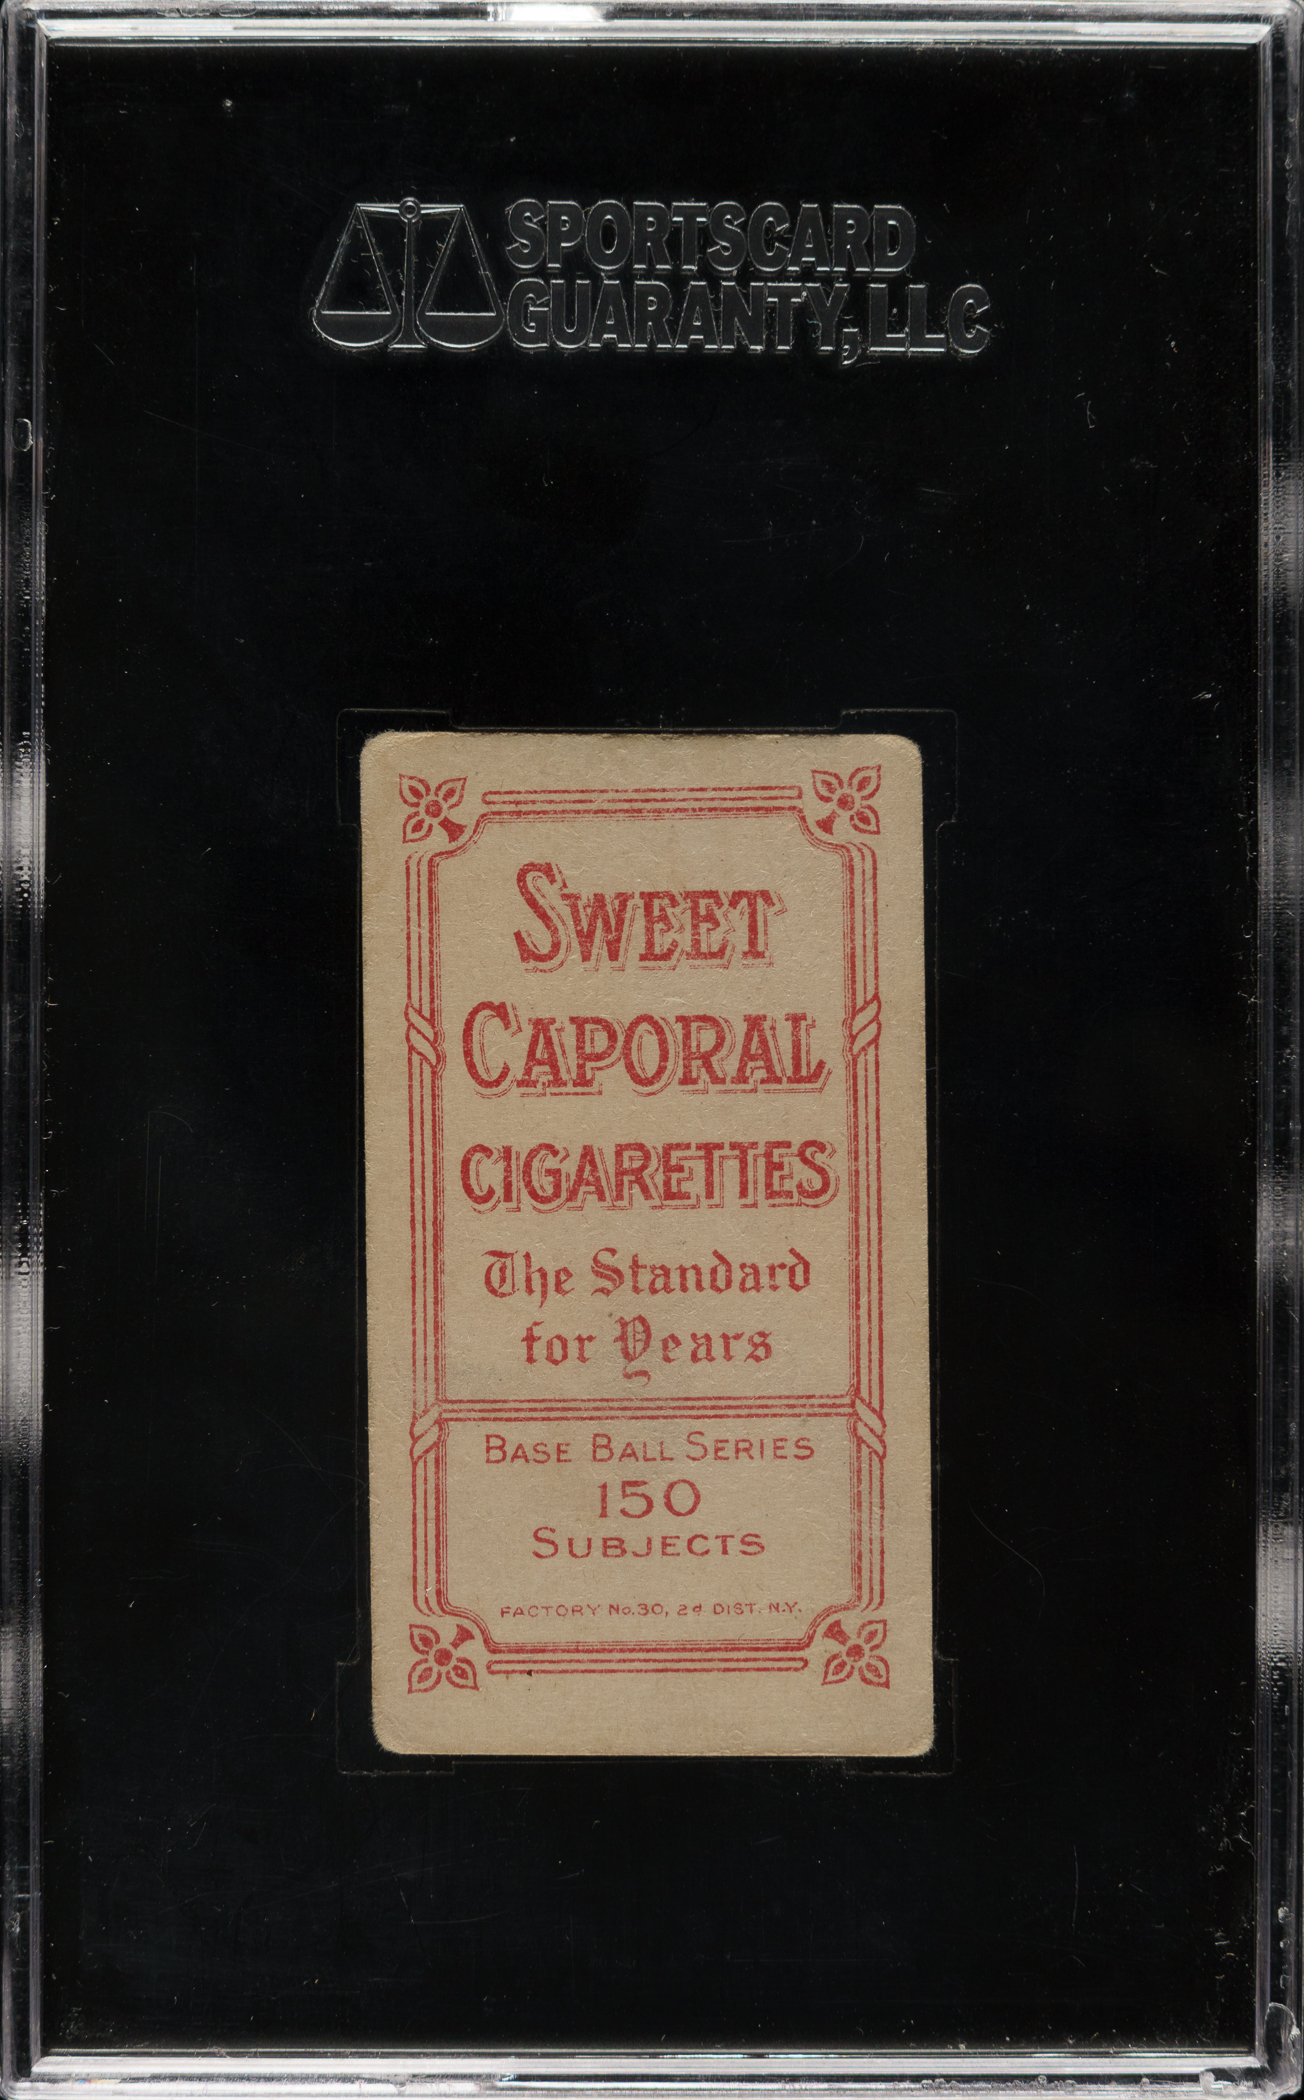 SPORTSCARD
GUARANTY, LLC
SWEET
CAPORAL
CIGARETTES
The Standard
for Years
BASE BALL SERIES
150
SUBJECTS
FACTORY No. 30, 2d DIST. N.Y.